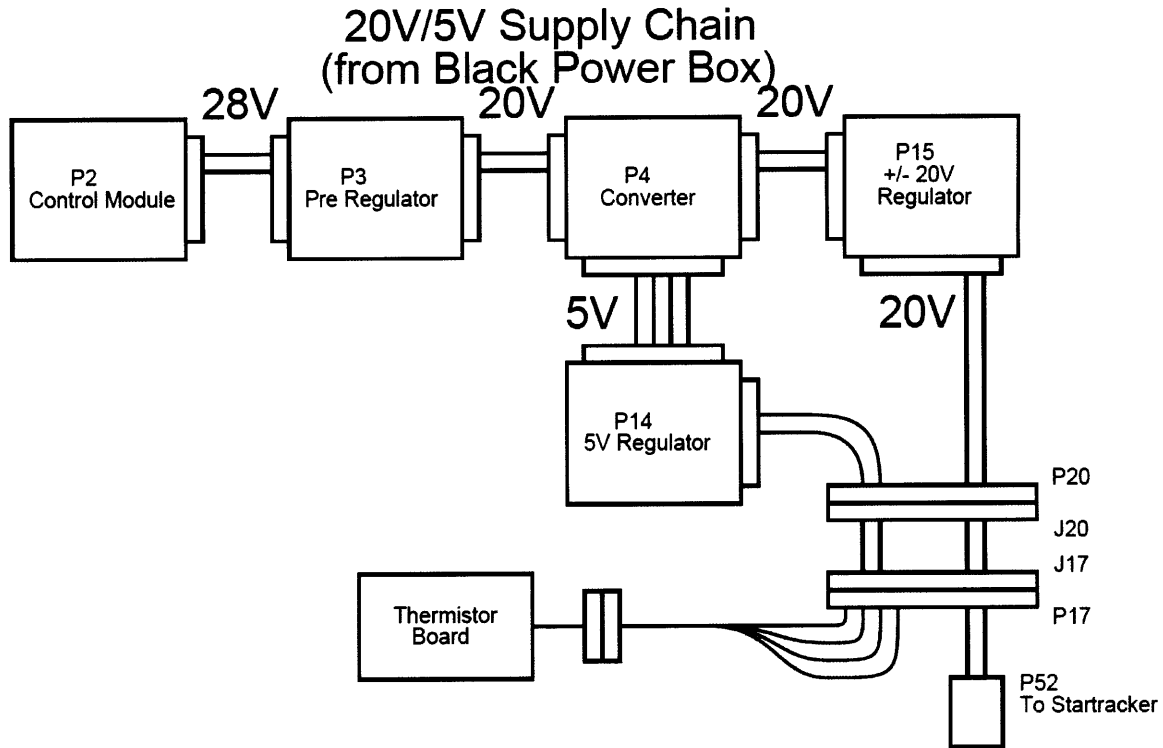 20V/5V Supply Chain
(from Black Power Box)
28V
20V
20V
P2
Control Module
P3
Pre Regulator
P4
Converter
P15
+/- 20V
Regulator
5V
20V
P14
5V Regulator
P20
J20
J17
P17
Thermistor
Board
P52
To Startracker